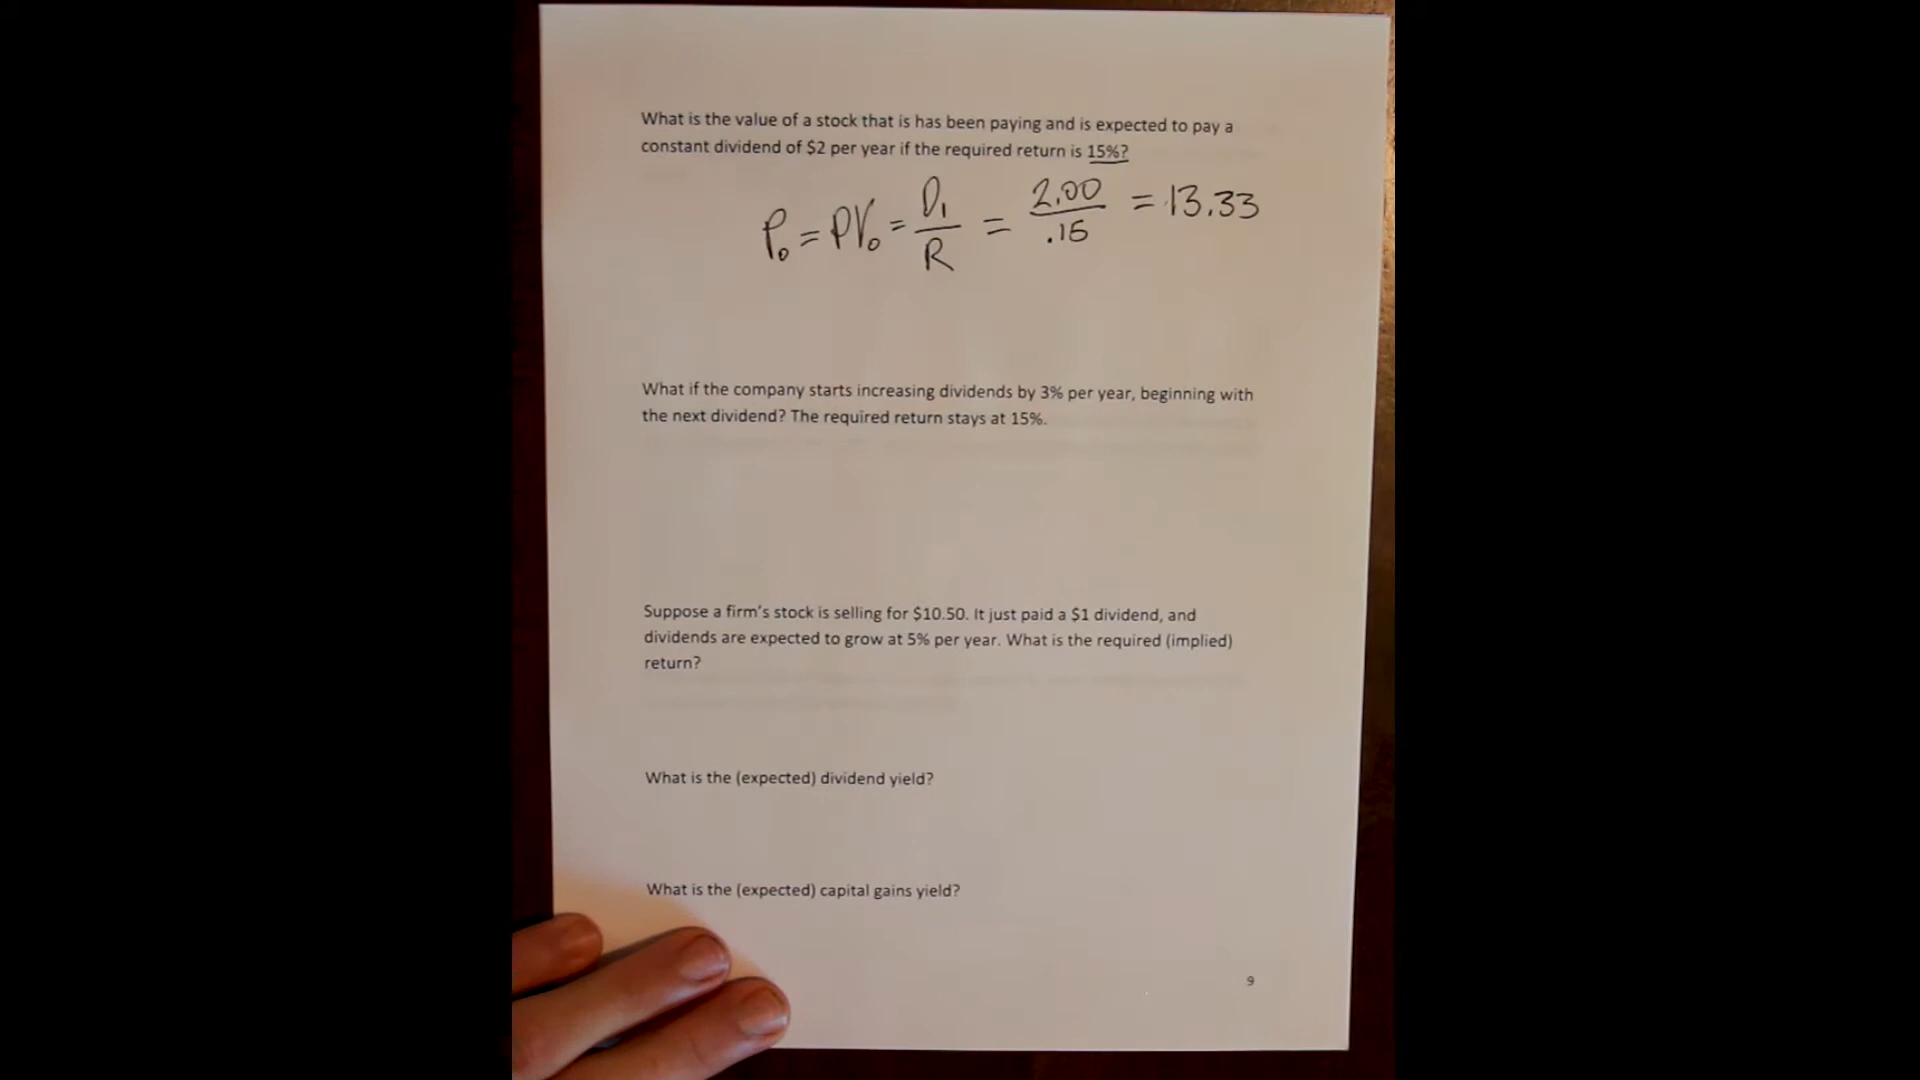 What is the value of a stock that is has been paying and is expected to pay a
constant dividend of $2 per year if the required return is 15%?
P₀ = PV₀ = D₁/R = 2.00/.15 = 13.33
What if the company starts increasing dividends by 3% per year, beginning with
the next dividend? The required return stays at 15%.
Suppose a firm's stock is selling for $10.50. It just paid a $1 dividend, and
dividends are expected to grow at 5% per year. What is the required (implied)
return?
What is the (expected) dividend yield?
What is the (expected) capital gains yield?
9